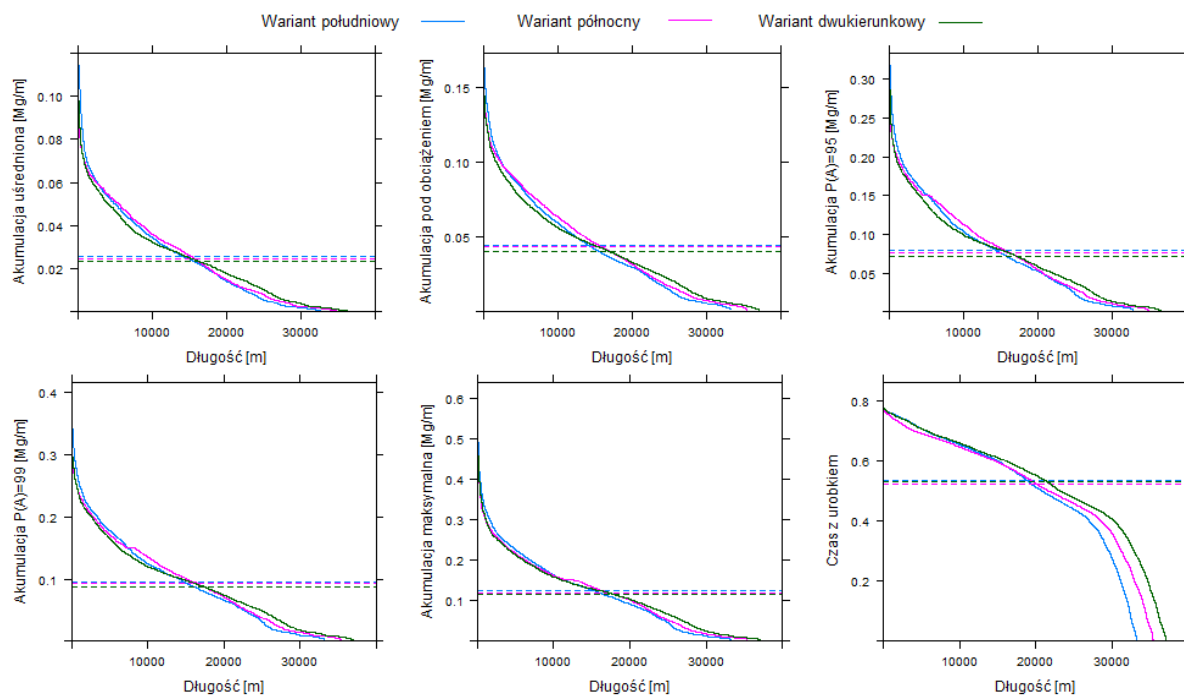 Wariant południowy Wariant północny Wariant dwukierunkowy
Akumulacja uśredniona [Mg/m]
0.10
0.08
0.06
0.04
0.02
10000 20000 30000
Długość [m]
Akumulacja pod obciążeniem [Mg/m]
0.15
0.10
0.05
10000 20000 30000
Długość [m]
Akumulacja P(A)=95 [Mg/m]
0.30
0.25
0.20
0.15
0.10
0.05
10000 20000 30000
Długość [m]
Akumulacja P(A)=99 [Mg/m]
0.4
0.3
0.2
0.1
10000 20000 30000
Długość [m]
Akumulacja maksymalna [Mg/m]
0.6
0.5
0.4
0.3
0.2
0.1
10000 20000 30000
Długość [m]
Czas z urobkiem
0.8
0.6
0.4
0.2
10000 20000 30000
Długość [m]